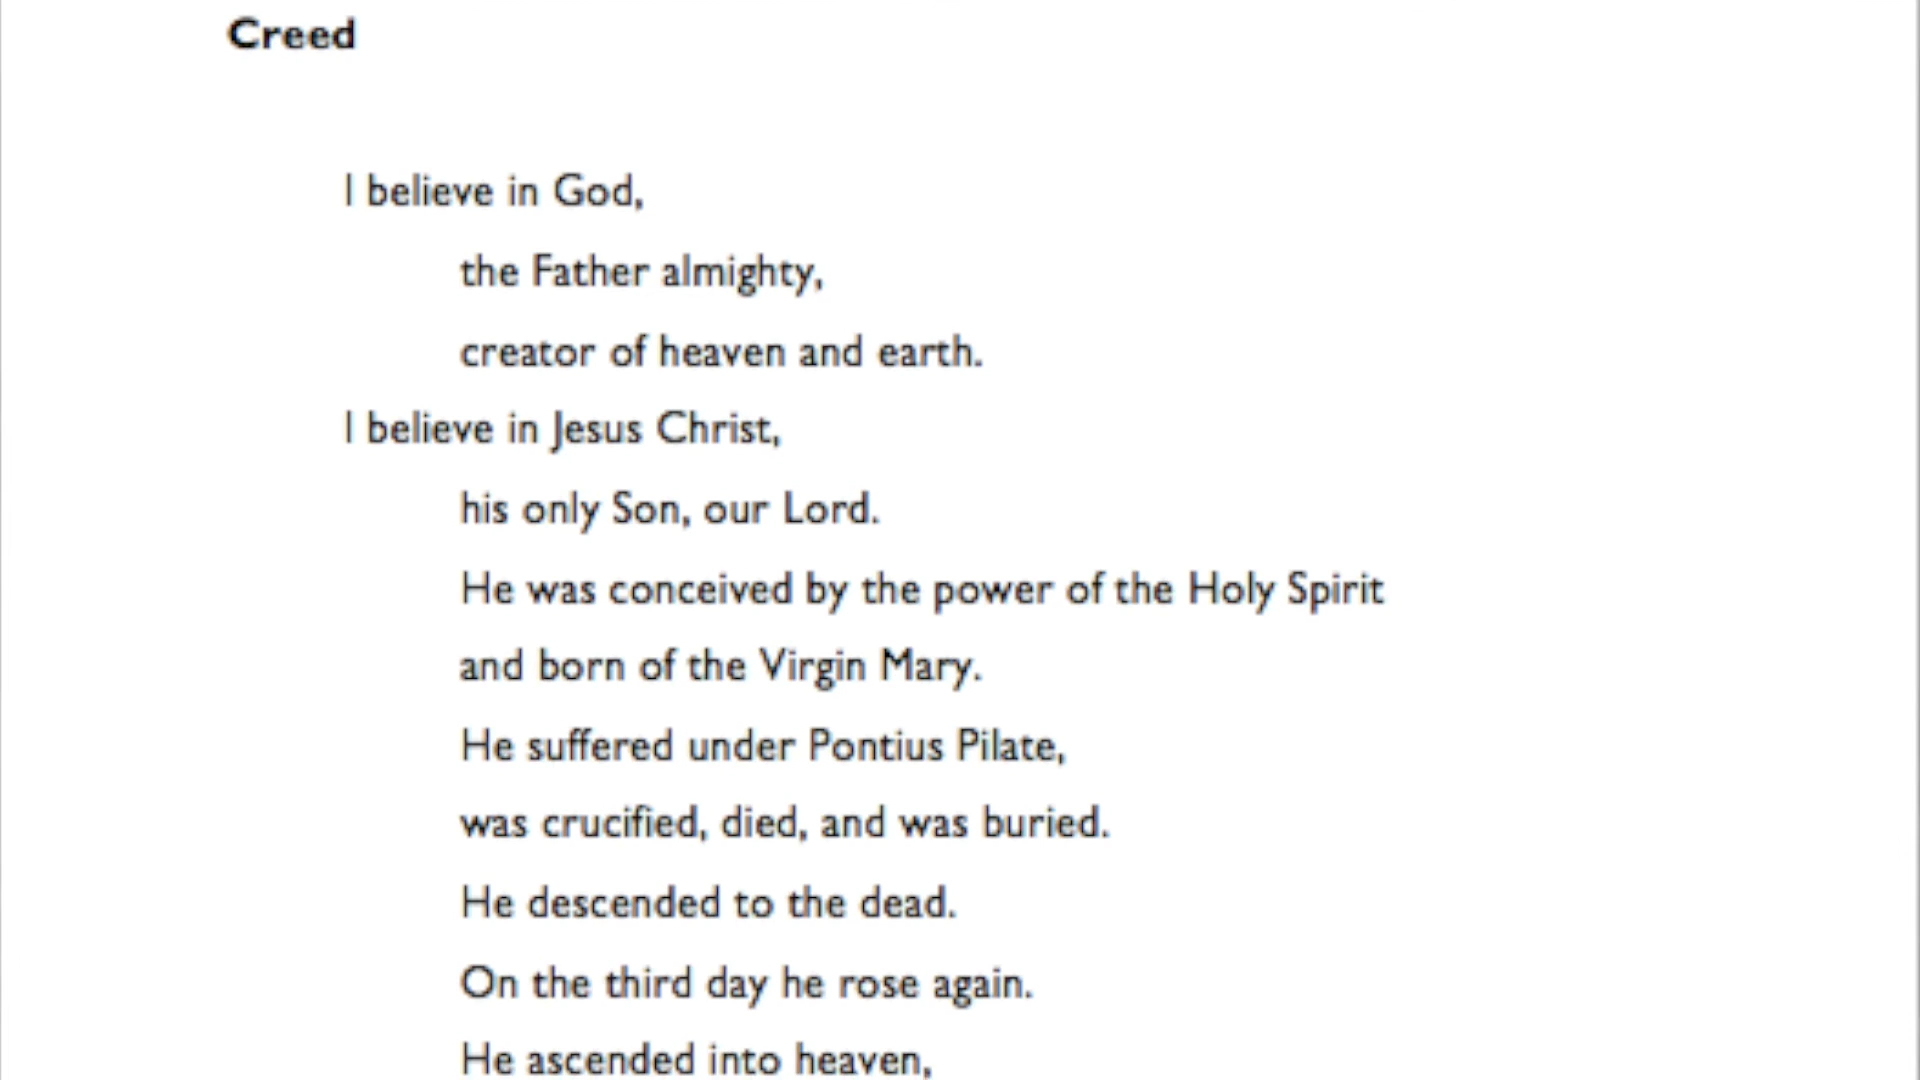 Creed
I believe in God,
the Father almighty,
creator of heaven and earth.
I believe in Jesus Christ,
his only Son, our Lord.
He was conceived by the power of the Holy Spirit
and born of the Virgin Mary.
He suffered under Pontius Pilate,
was crucified, died, and was buried.
He descended to the dead.
On the third day he rose again.
He ascended into heaven,